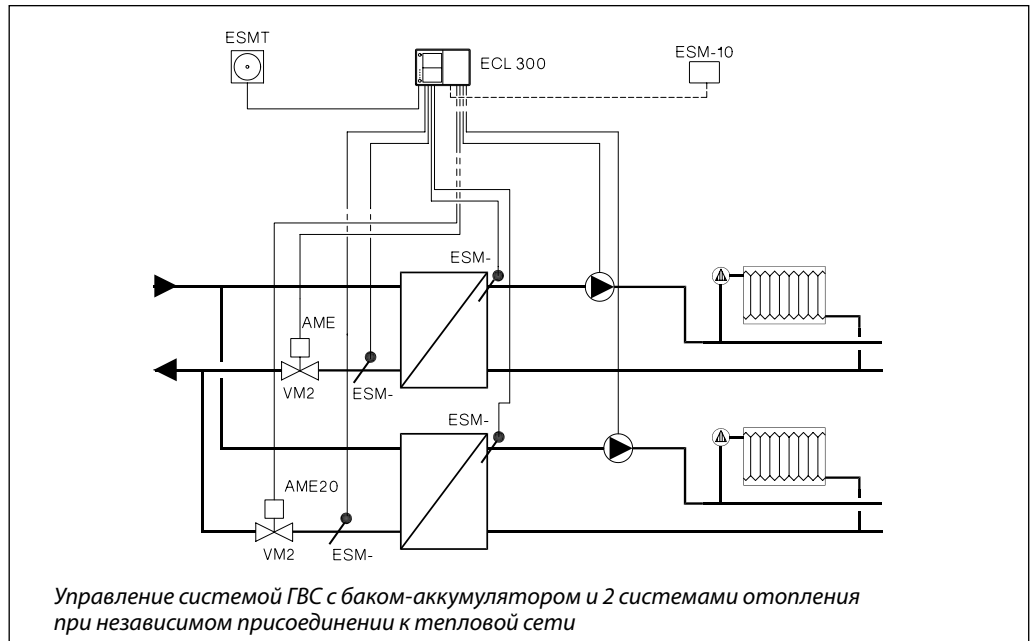 ESMT
ECL 300
ESM-10
ESM-
AME
VM2
ESM-
ESM-
AME20
VM2
ESM-
Управление системой ГВС с баком-аккумулятором и 2 системами отопления
при независимом присоединении к тепловой сети